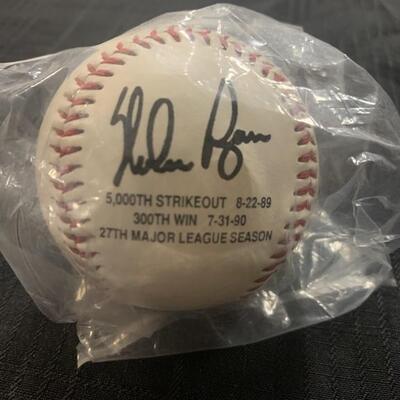 Nolan Ryan
5,000TH STRIKEOUT 8-22-89
300TH WIN 7-31-90
27TH MAJOR LEAGUE SEASON